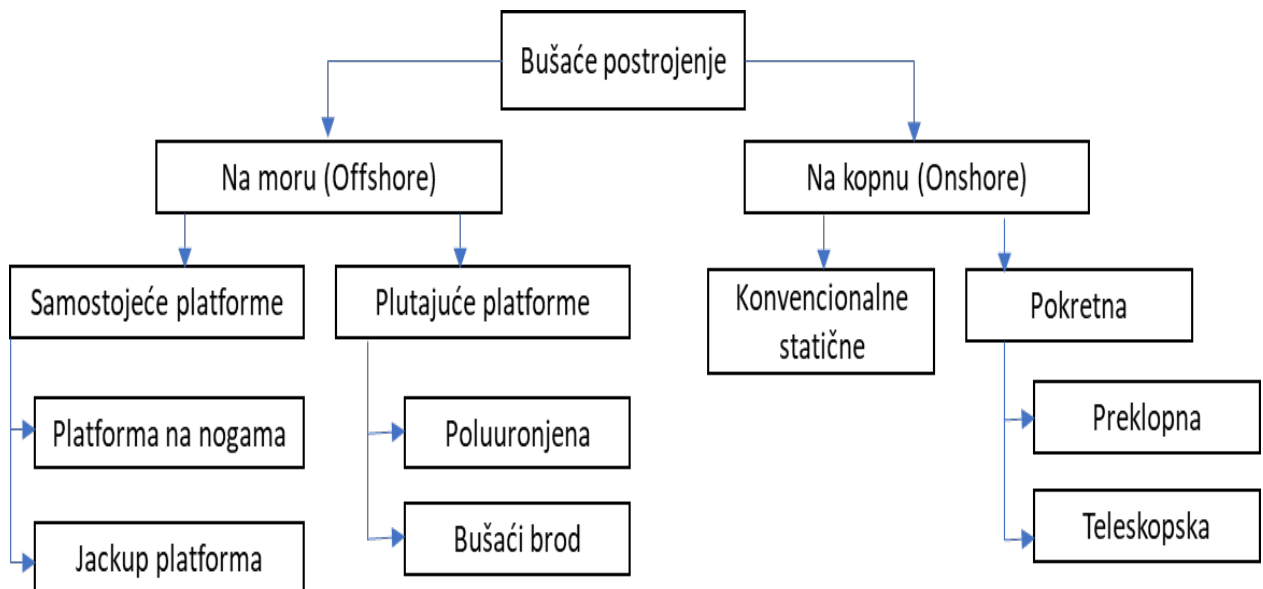 Bušaće postrojenje
Na moru (Offshore)
Na kopnu (Onshore)
Samostojeće platforme
Plutajuće platforme
Konvencionalne
statične
Pokretna
Platforma na nogama
Poluuronjena
Preklopna
Jackup platforma
Bušaći brod
Teleskopska